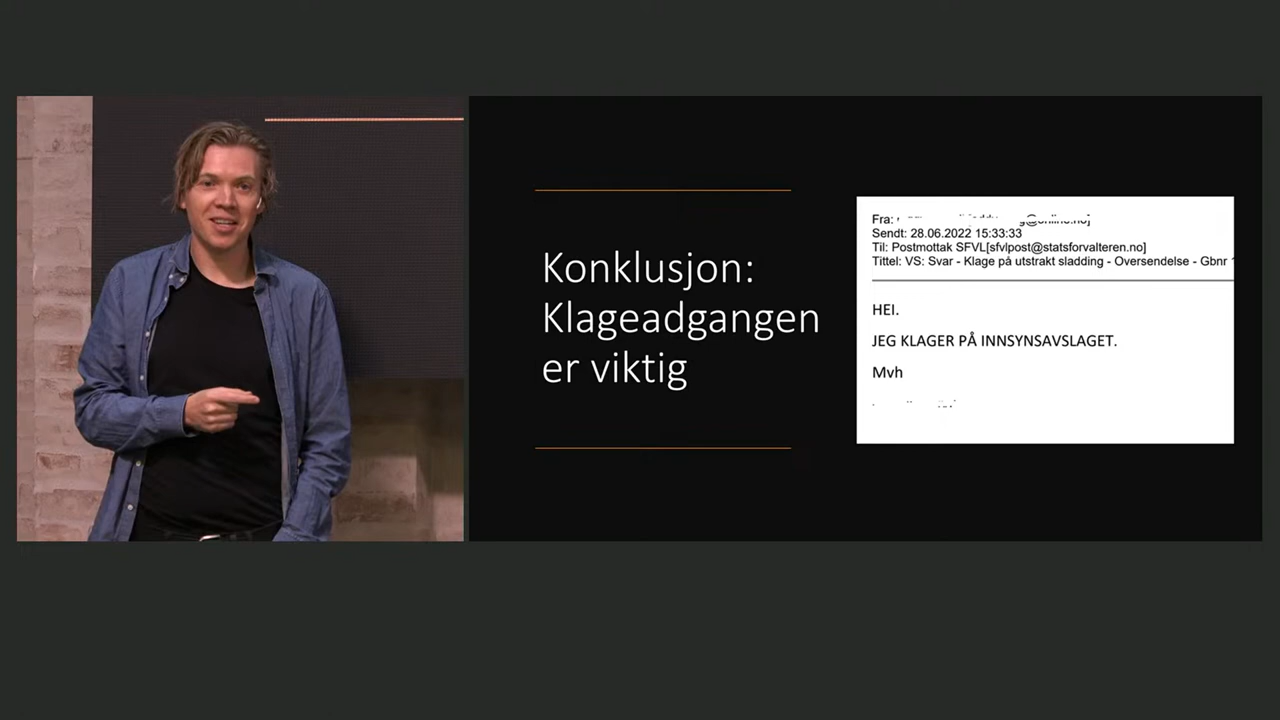 Konklusjon:
Klageadgangen
er viktig
Fra:
Sendt: 28.06.2022 15:33:33
Til: Postmottak SFVL[sfvlpost@statsforvalteren.no]
Tittel: VS: Svar - Klage på utstrakt sladding - Oversendelse - Gbnr
HEI.
JEG KLAGER PÅ INNSYNSAVSLAGET.
Mvh